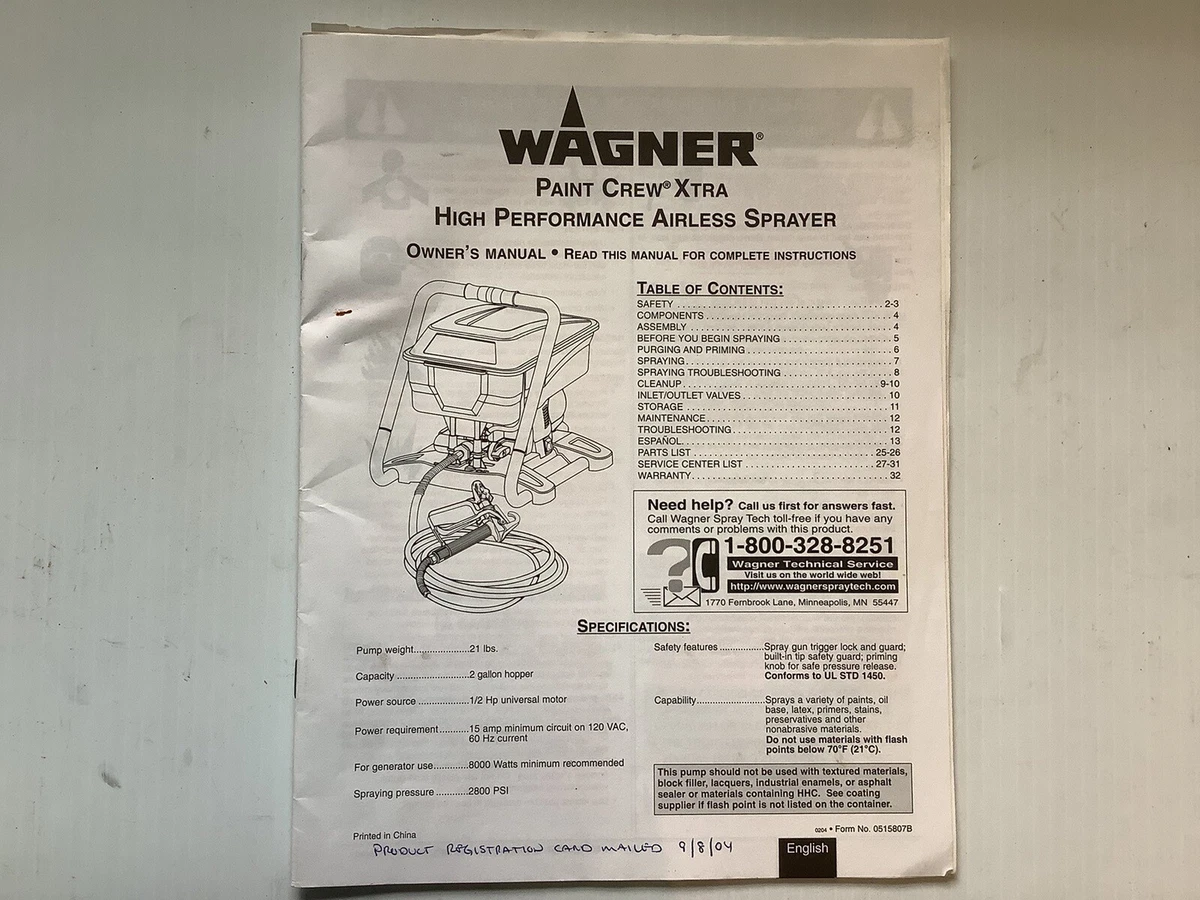 WAGNER®
PAINT CREW® XTRA
HIGH PERFORMANCE AIRLESS SPRAYER
OWNER'S MANUAL • READ THIS MANUAL FOR COMPLETE INSTRUCTIONS
TABLE OF CONTENTS:
SAFETY . . . . . . . . . . . . . . . . . . . . . . . . . . . . . . . . . . . . 2-3
COMPONENTS . . . . . . . . . . . . . . . . . . . . . . . . . . . . . . . . 4
ASSEMBLY . . . . . . . . . . . . . . . . . . . . . . . . . . . . . . . . . . . 4
BEFORE YOU BEGIN SPRAYING . . . . . . . . . . . . . . . . . . . 5
PURGING AND PRIMING . . . . . . . . . . . . . . . . . . . . . . . . . 6
SPRAYING. . . . . . . . . . . . . . . . . . . . . . . . . . . . . . . . . . . . 7
SPRAYING TROUBLESHOOTING . . . . . . . . . . . . . . . . . . . 8
CLEANUP . . . . . . . . . . . . . . . . . . . . . . . . . . . . . . . . . . 9-10
INLET/OUTLET VALVES . . . . . . . . . . . . . . . . . . . . . . . . . 10
STORAGE . . . . . . . . . . . . . . . . . . . . . . . . . . . . . . . . . . . 11
MAINTENANCE . . . . . . . . . . . . . . . . . . . . . . . . . . . . . . . 12
TROUBLESHOOTING . . . . . . . . . . . . . . . . . . . . . . . . . . . 12
ESPAÑOL. . . . . . . . . . . . . . . . . . . . . . . . . . . . . . . . . . . . 13
PARTS LIST . . . . . . . . . . . . . . . . . . . . . . . . . . . . . . . 25-26
SERVICE CENTER LIST . . . . . . . . . . . . . . . . . . . . . . 27-31
WARRANTY. . . . . . . . . . . . . . . . . . . . . . . . . . . . . . . . . . 32
Need help? Call us first for answers fast.
Call Wagner Spray Tech toll-free if you have any
comments or problems with this product.
1-800-328-8251
Wagner Technical Service
Visit us on the world wide web!
http://www.wagnerspraytech.com
1770 Fernbrook Lane, Minneapolis, MN 55447
SPECIFICATIONS:
Pump weight.....................21 lbs.
Capacity ...........................2 gallon hopper
Power source ...................1/2 Hp universal motor
Power requirement...........15 amp minimum circuit on 120 VAC,
60 Hz current
For generator use.............8000 Watts minimum recommended
Spraying pressure ............2800 PSI
Safety features .................Spray gun trigger lock and guard;
built-in tip safety guard; priming
knob for safe pressure release.
Conforms to UL STD 1450.
Capability..........................Sprays a variety of paints, oil
base, latex, primers, stains,
preservatives and other
nonabrasive materials.
Do not use materials with flash
points below 70°F (21°C).
This pump should not be used with textured materials,
block filler, lacquers, industrial enamels, or asphalt
sealer or materials containing HHC. See coating
supplier if flash point is not listed on the container.
Printed in China
0204 • Form No. 0515807B
PRODUCT REGISTRATION CARD MAILED 9/8/04
English